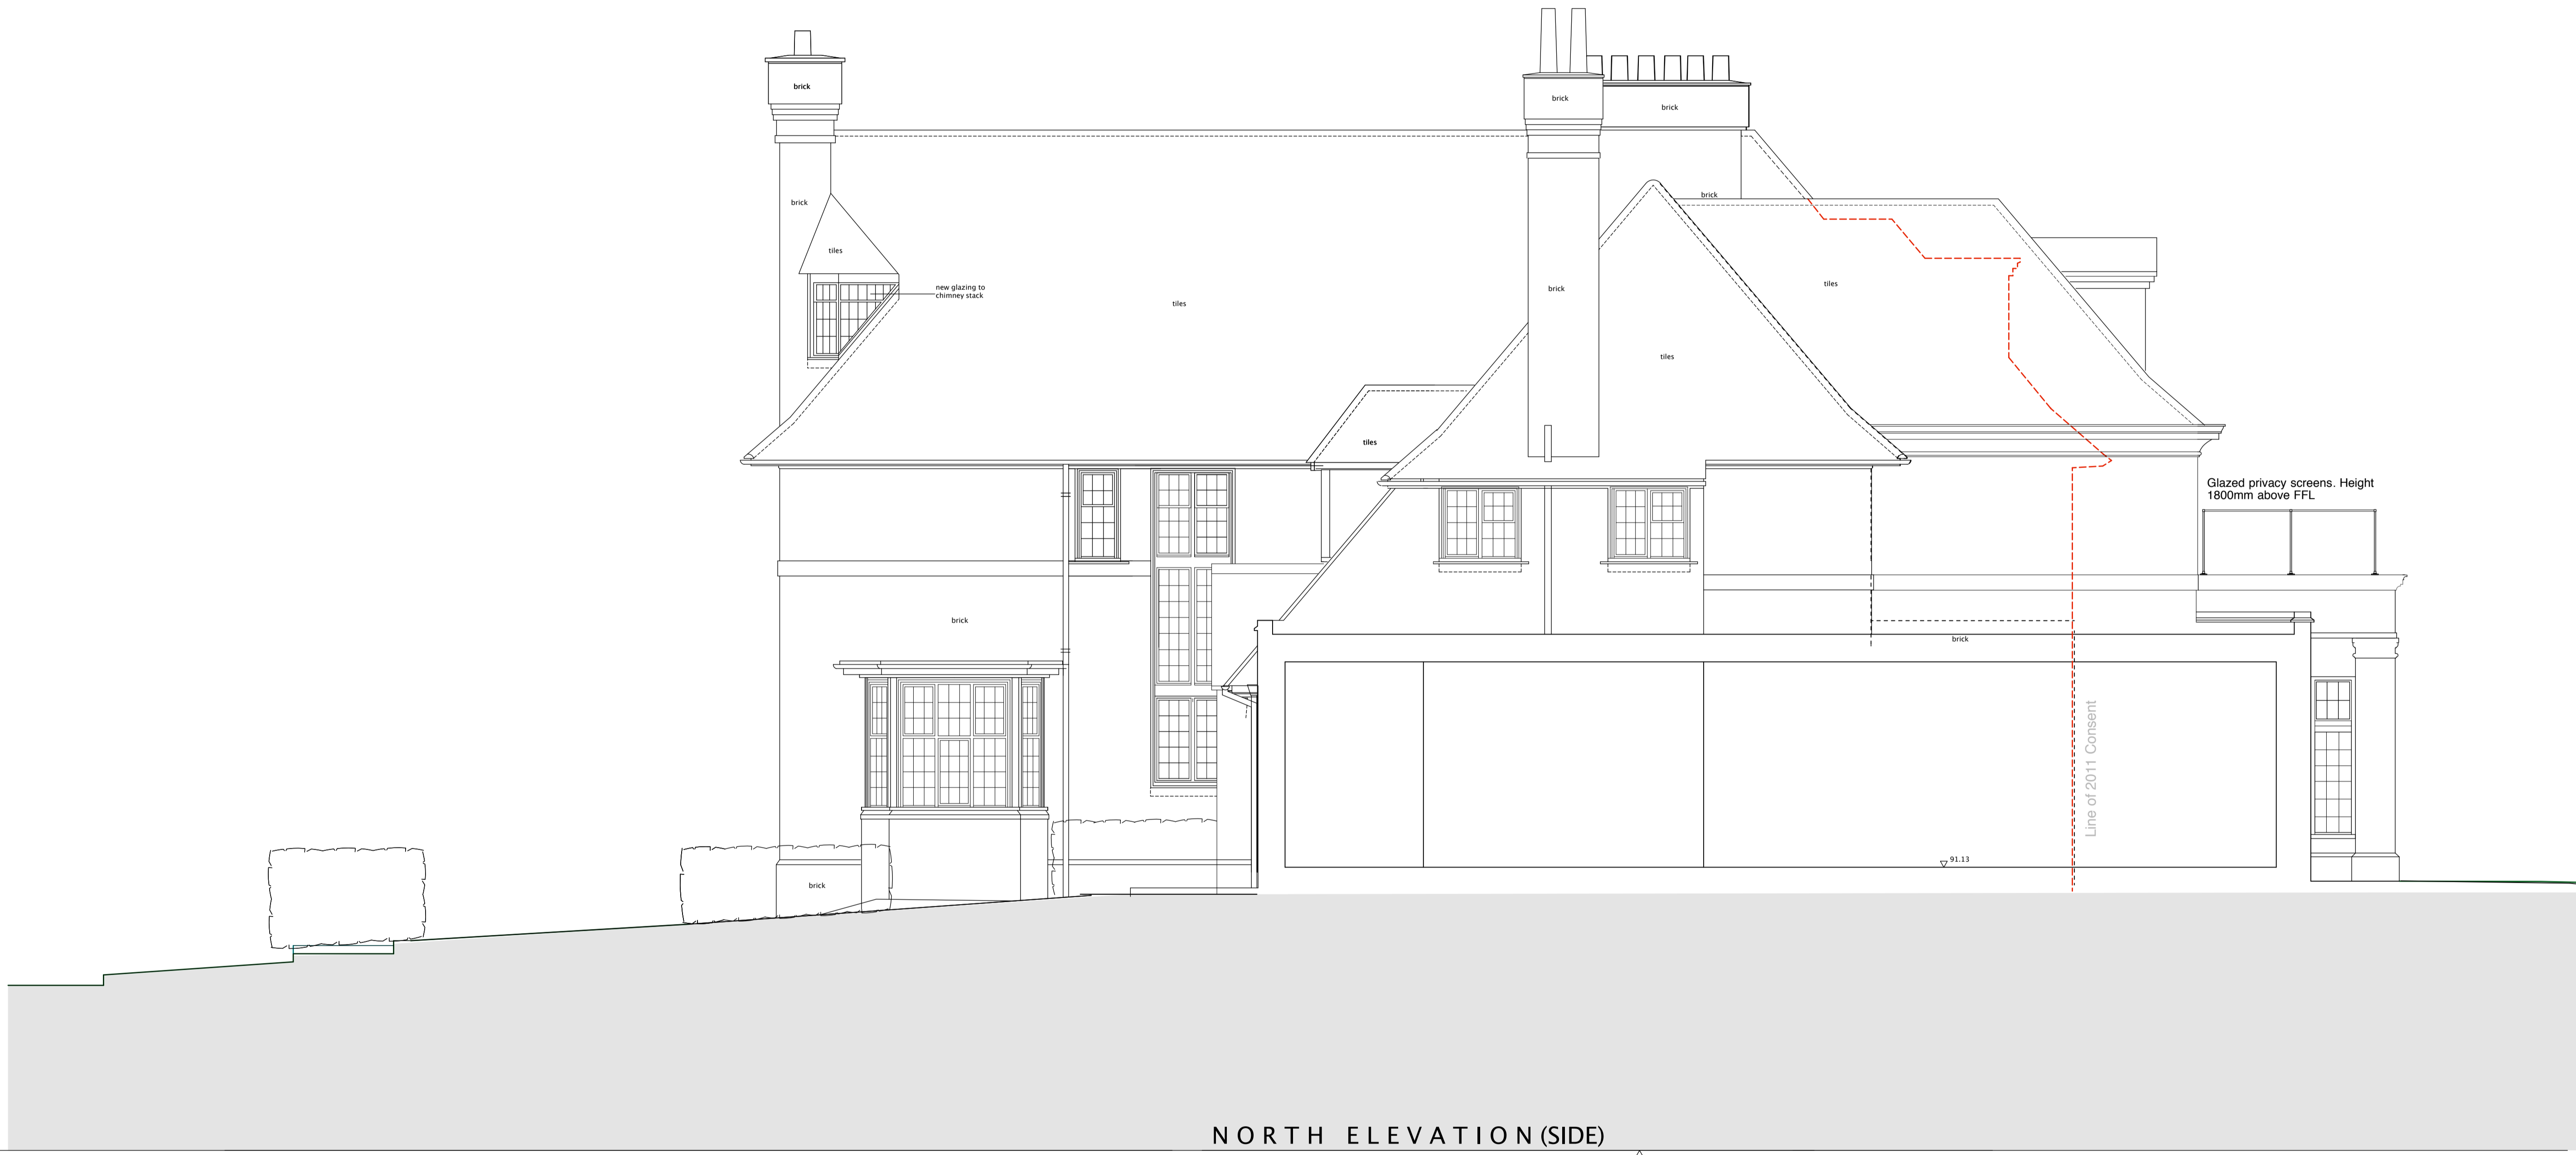 brick
brick
brick
brick
brick
tiles
new glazing to
chimney stack
tiles
brick
tiles
tiles
tiles
Glazed privacy screens. Height
1800mm above FFL
brick
brick
Line of 2011 Consent
91.13
brick
NORTH ELEVATION (SIDE)